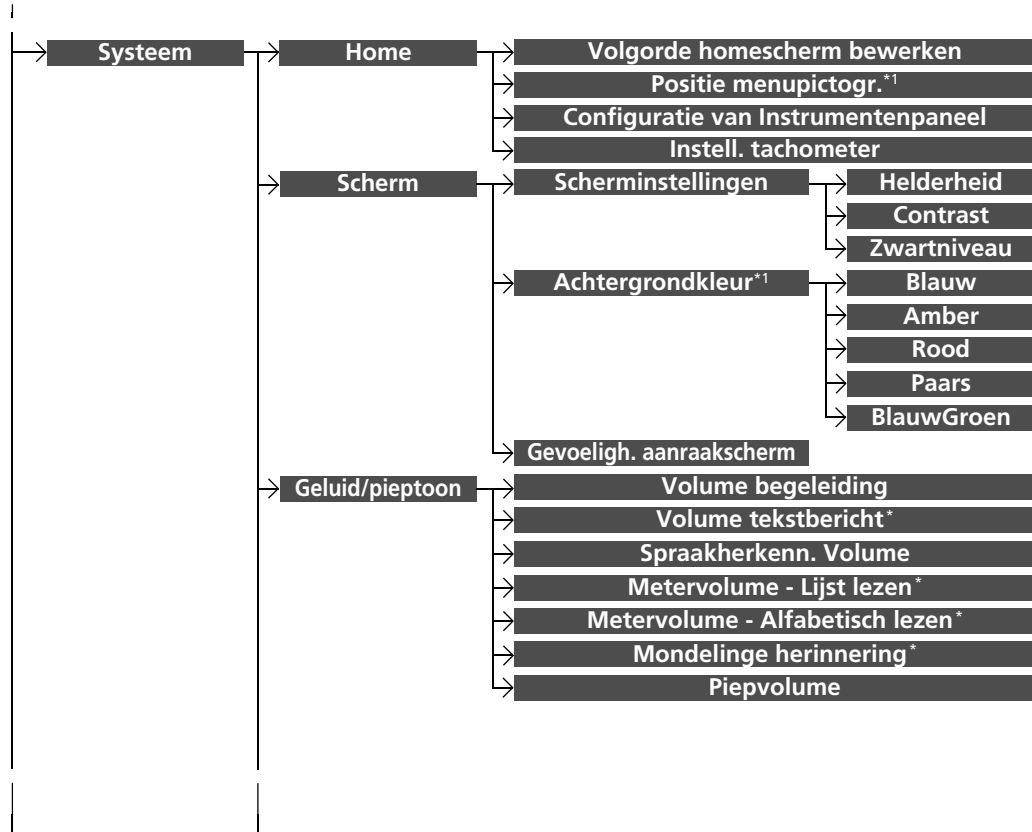 Systeem
Home
Volgorde homescherm bewerken
Positie menupictogr.*1
Configuratie van Instrumentenpaneel
Instell. tachometer
Scherm
Scherminstellingen
Helderheid
Contrast
Zwartniveau
Achtergrondkleur*1
Blauw
Amber
Rood
Paars
BlauwGroen
Gevoeligh. aanraakscherm
Geluid/pieptoon
Volume begeleiding
Volume tekstbericht*
Spraakherkenn. Volume
Metervolume - Lijst lezen*
Metervolume - Alfabetisch lezen*
Mondelinge herinnering*
Piepvolume